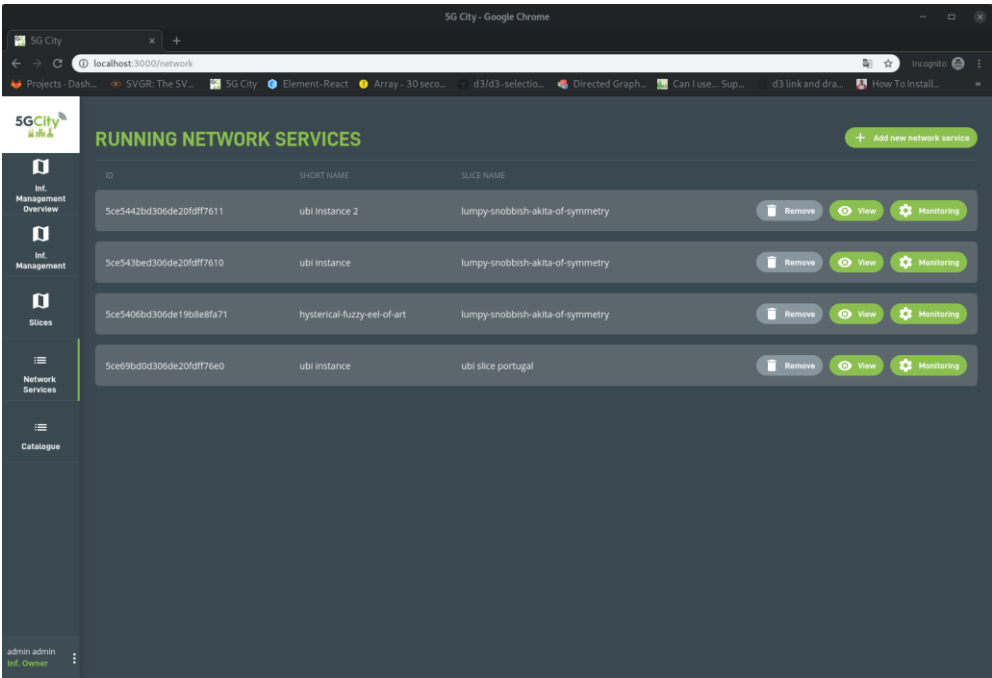 5G City - Google Chrome
5G City
localhost:3000/network
Incognito
Projects - Dash...
SVGR: The SV...
5G City
Element-React
Array - 30 seco...
d3/d3-selectio...
Directed Graph...
Can I use... Sup...
d3 link and dra...
How To Install...
5GCity
RUNNING NETWORK SERVICES
+ Add new network service
Inf.
Management
Overview
Inf.
Management
Slices
Network
Services
Catalogue
ID SHORT NAME SLICE NAME
5ce5442bd306de20fdff7611 ubi instance 2 lumpy-snobbish-akita-of-symmetry Remove View Monitoring
5ce543bed306de20fdff7610 ubi instance lumpy-snobbish-akita-of-symmetry Remove View Monitoring
5ce5406bd306de19b8e8fa71 hysterical-fuzzy-eel-of-art lumpy-snobbish-akita-of-symmetry Remove View Monitoring
5ce69bd0d306de20fdff76e0 ubi instance ubi slice portugal Remove View Monitoring
admin admin
Inf. Owner